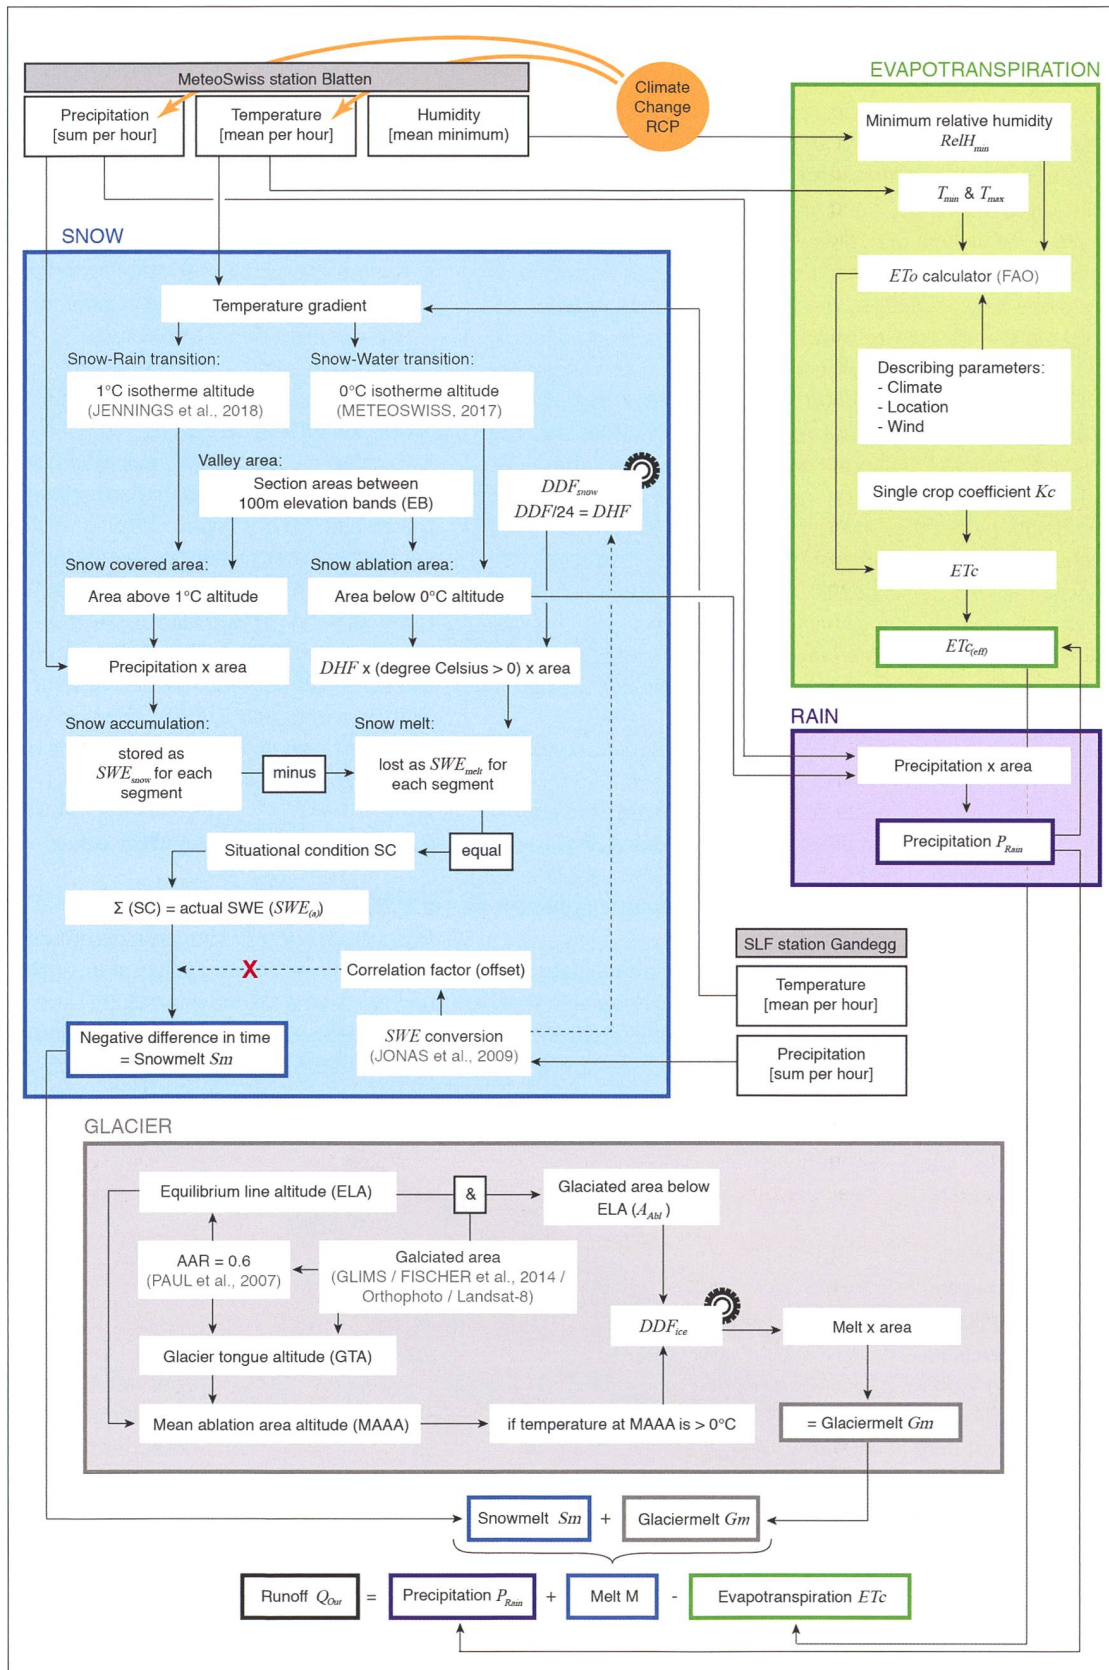 MeteoSwiss station Blatten
Precipitation
[sum per hour]
Temperature
[mean per hour]
Humidity
[mean minimum)
Climate
Change
RCP
EVAPOTRANSPIRATION
Minimum relative humidity
RelH_min
T_min & T_max
ETo calculator (FAO)
Describing parameters:
- Climate
- Location
- Wind
Single crop coefficient Kc
ETc
ETc_(eff)
SNOW
Temperature gradient
Snow-Rain transition:
1°C isotherme altitude
(JENNINGS et al., 2018)
Snow-Water transition:
0°C isotherme altitude
(METEOSWISS, 2017)
Valley area:
Section areas between
100m elevation bands (EB)
DDF_snow
DDF/24 = DHF
Snow covered area:
Area above 1°C altitude
Snow ablation area:
Area below 0°C altitude
Precipitation x area
DHF x (degree Celsius > 0) x area
Snow accumulation:
stored as
SWE_snow for each
segment
minus
Snow melt:
lost as SWE_melt for
each segment
Situational condition SC
equal
Σ (SC) = actual SWE (SWE_(a))
X
Correlation factor (offset)
Negative difference in time
= Snowmelt Sm
SWE conversion
(JONAS et al., 2009)
RAIN
Precipitation x area
Precipitation P_Rain
SLF station Gandegg
Temperature
[mean per hour]
Precipitation
[sum per hour]
GLACIER
Equilibrium line altitude (ELA)
&
Glaciated area below
ELA (A_Abl)
AAR = 0.6
(PAUL et al., 2007)
Galciated area
(GLIMS / FISCHER et al., 2014 /
Orthophoto / Landsat-8)
DDF_ice
Melt x area
Glacier tongue altitude (GTA)
Mean ablation area altitude (MAAA)
if temperature at MAAA is > 0°C
= Glaciermelt Gm
Snowmelt Sm + Glaciermelt Gm
Runoff Q_Out = Precipitation P_Rain + Melt M - Evapotranspiration ETc